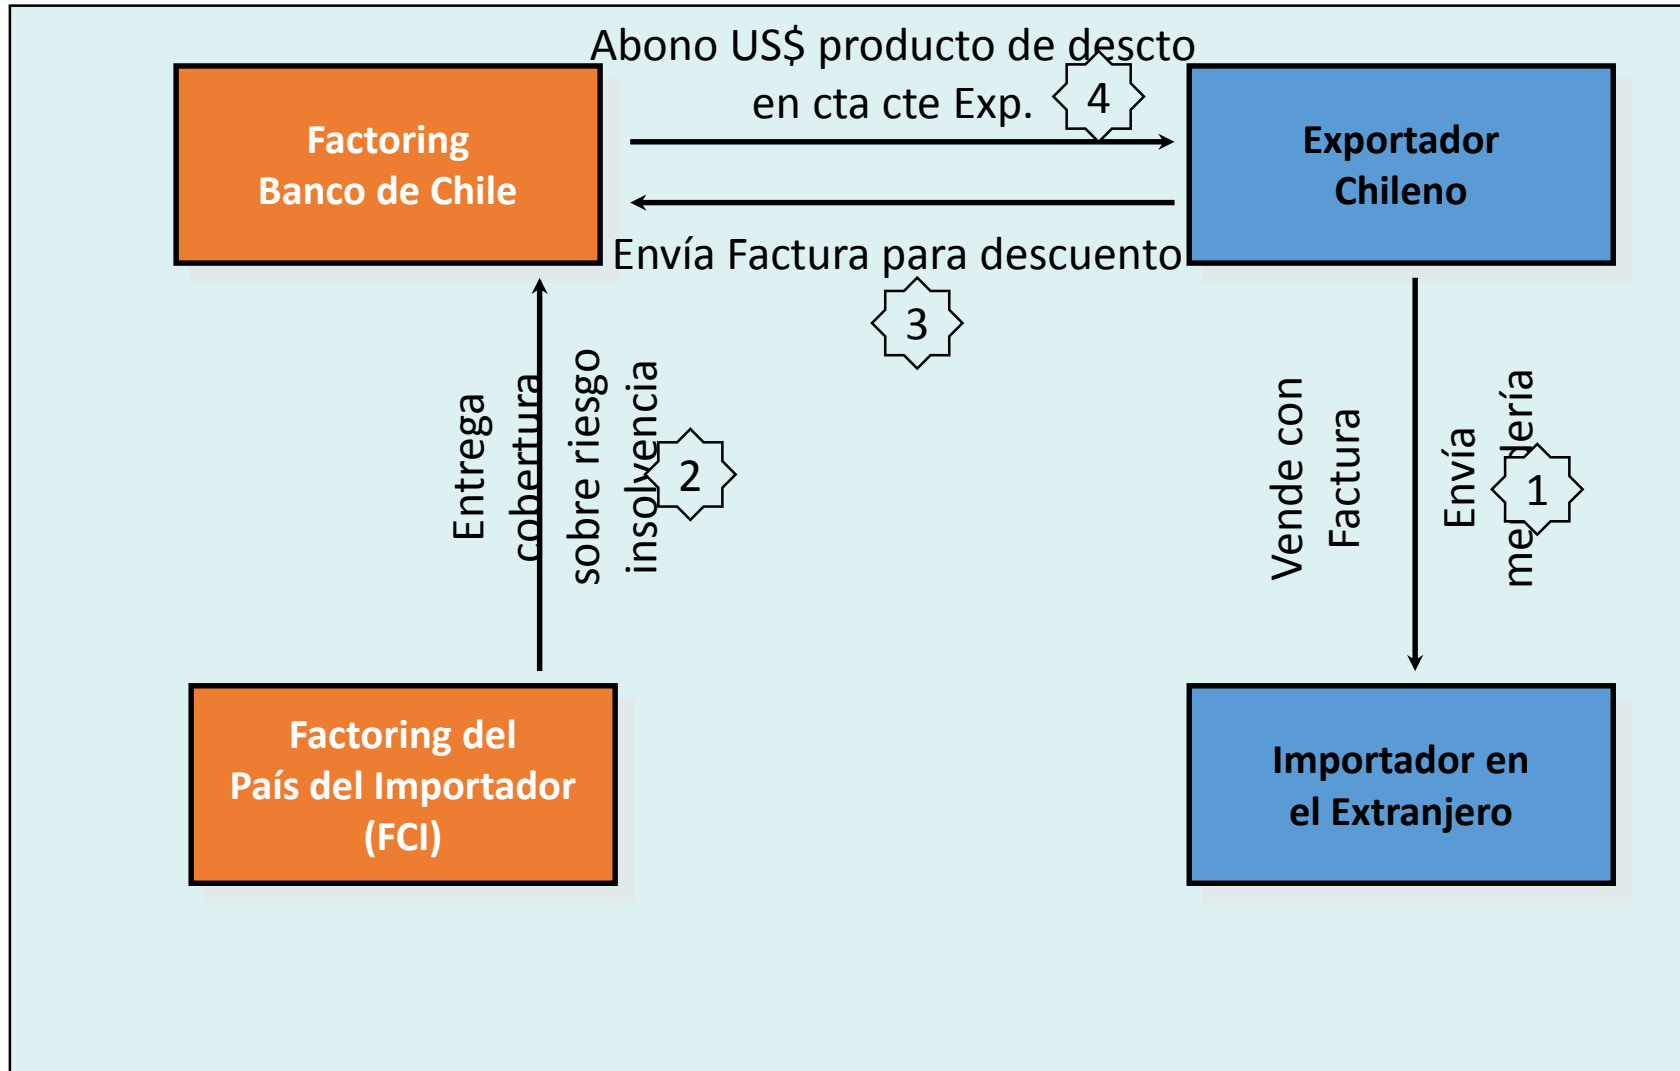 Abono US$ producto de descto
en cta cte Exp.
4
Factoring
Banco de Chile
Exportador
Chileno
Envía Factura para descuento
3
Entrega
cobertura
sobre riesgo
insolvencia
2
Vende con
Factura
Envía
mercadería
1
Factoring del
País del Importador
(FCI)
Importador en
el Extranjero